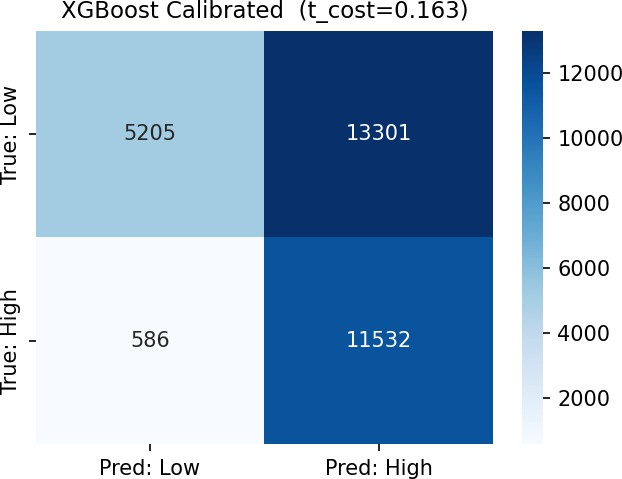 XGBoost Calibrated (t_cost=0.163)
True: Low
5205
13301
True: High
586
11532
Pred: Low
Pred: High
12000
10000
8000
6000
4000
2000